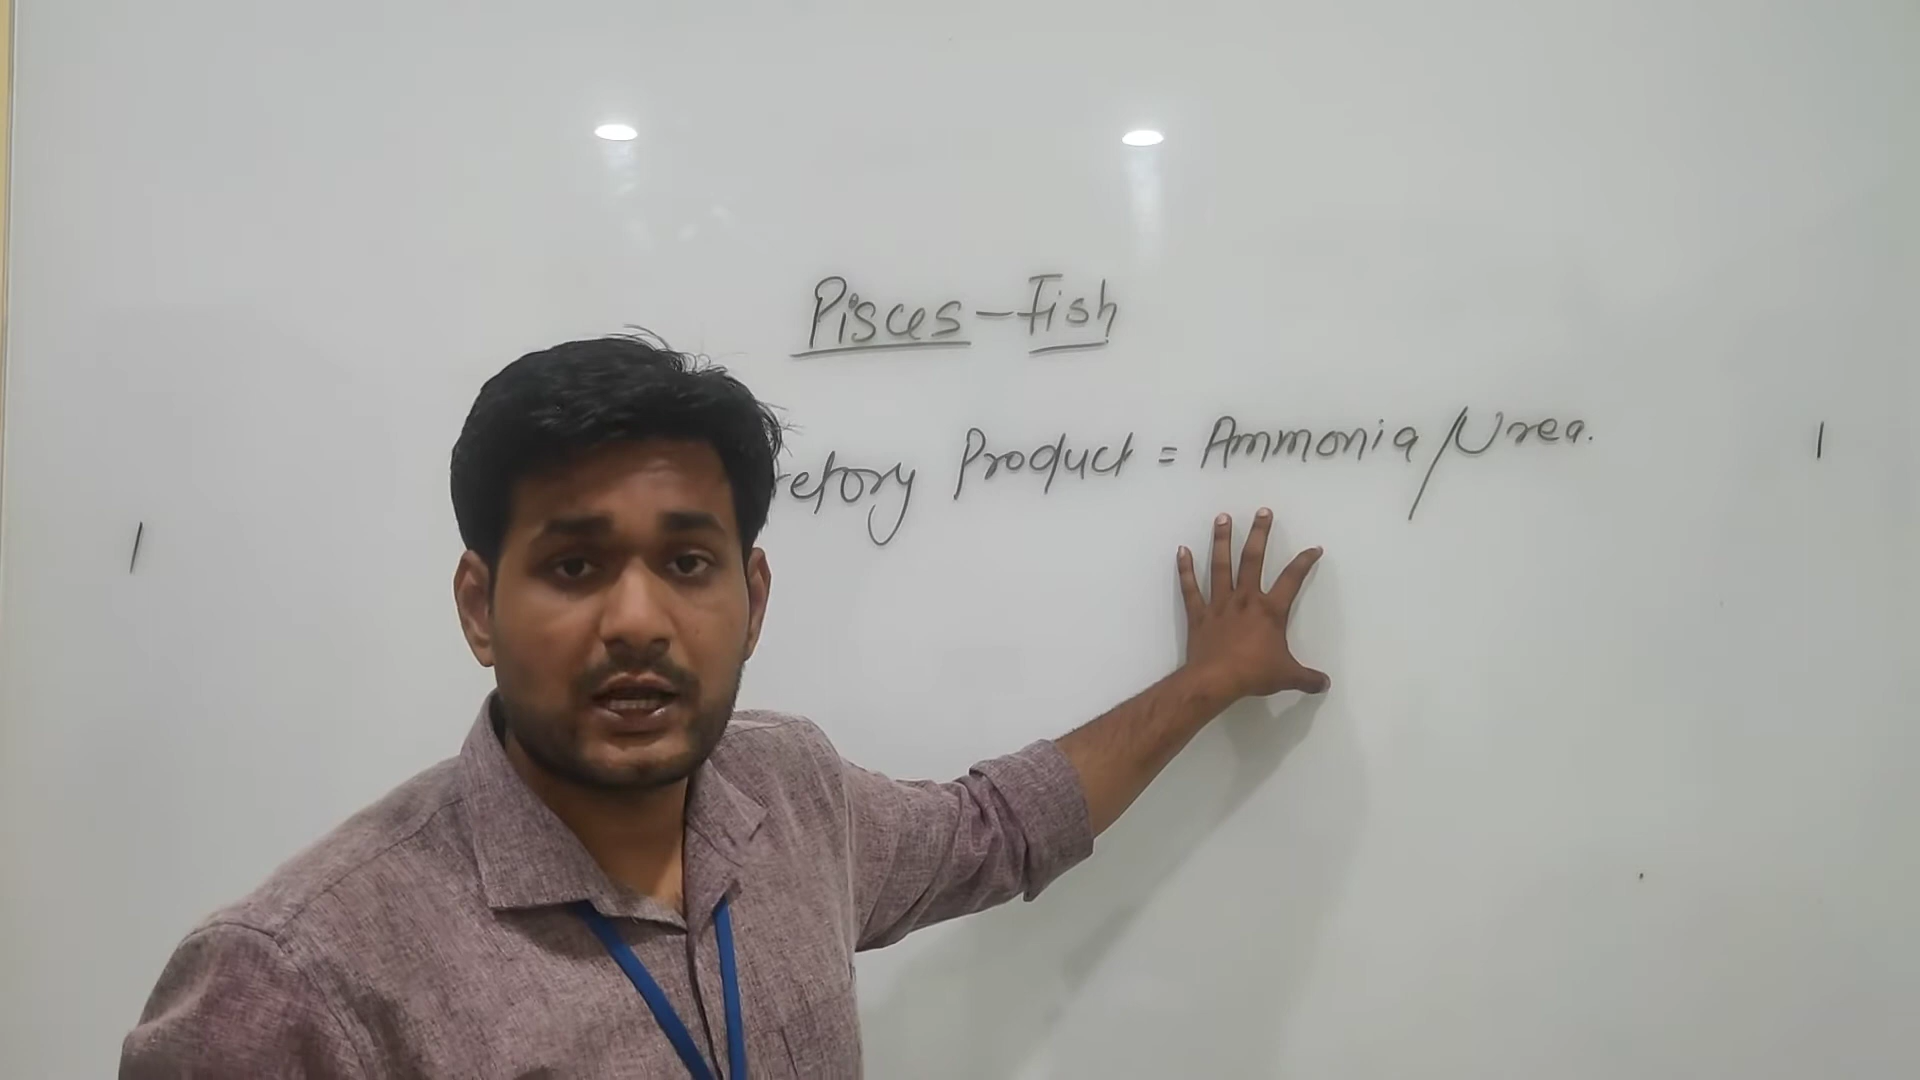 Pisces - Fish
retory Product = Ammonia / Urea.